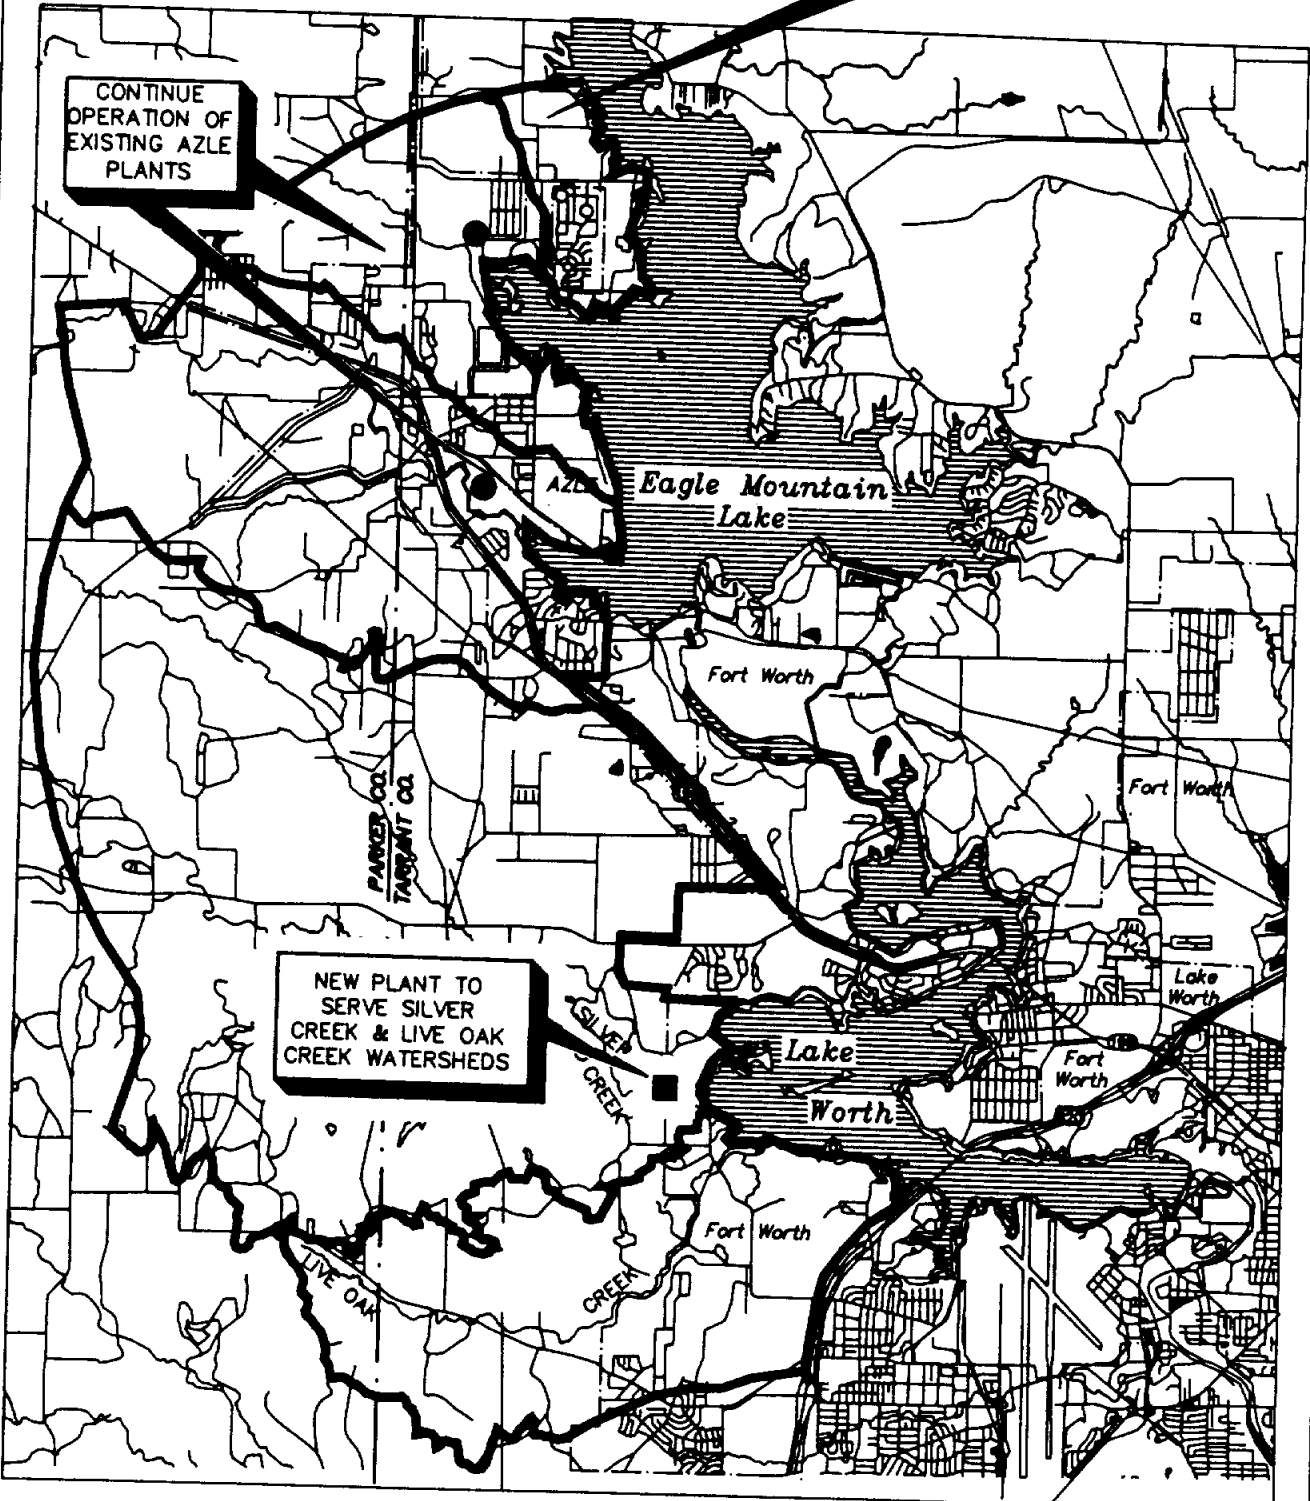 CONTINUE
OPERATION OF
EXISTING AZLE
PLANTS
AZLE
Eagle Mountain
Lake
Fort Worth
Fort Worth
PARKER CO.
TARRANT CO.
NEW PLANT TO
SERVE SILVER
CREEK & LIVE OAK
CREEK WATERSHEDS
SILVER
CREEK
Lake
Worth
Lake
Worth
Fort
Worth
Fort Worth
LIVE OAK
CREEK